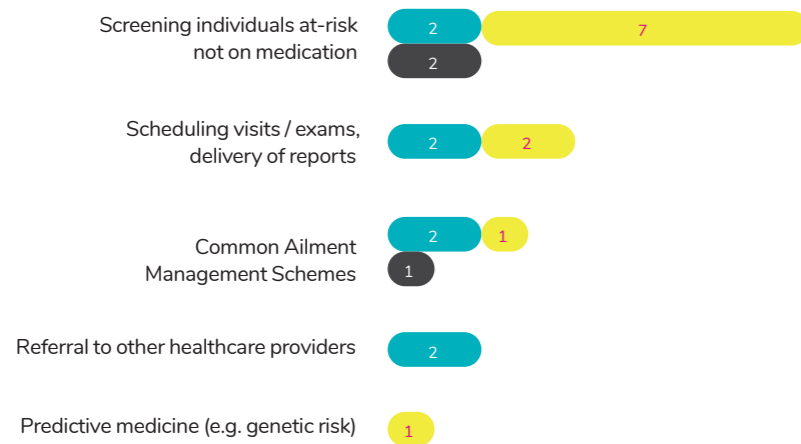 Screening individuals at-risk
not on medication
2
7
2
Scheduling visits / exams,
delivery of reports
2
2
Common Ailment
Management Schemes
2
1
1
Referral to other healthcare providers
2
Predictive medicine (e.g. genetic risk)
1